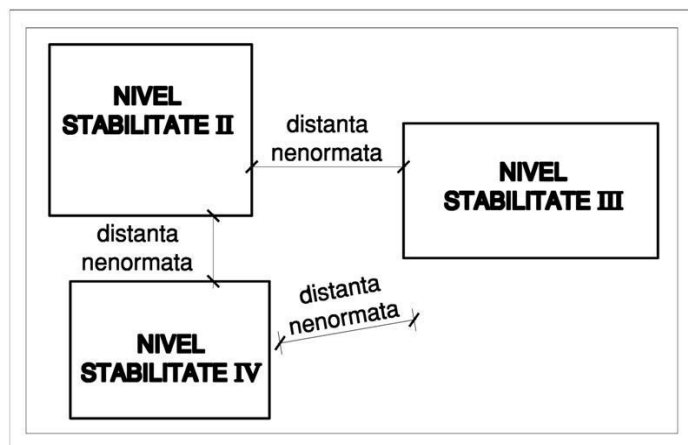 NIVEL
STABILITATE II
distanta
nenormata
NIVEL
STABILITATE III
distanta
nenormata
distanta
nenormata
NIVEL
STABILITATE IV